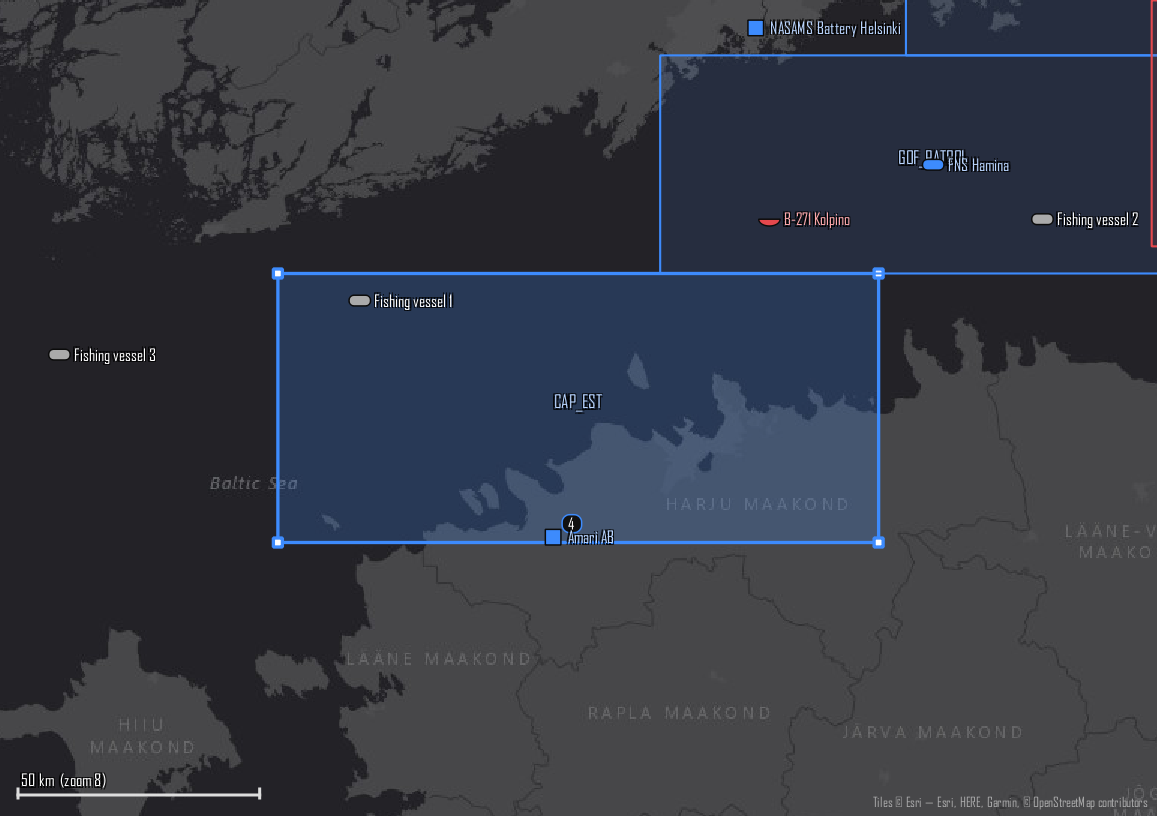 NASAMS Battery Helsinki
GOF_PATROL
FNS Hamina
B-271 Kolpino
Fishing vessel 2
Fishing vessel 1
Fishing vessel 3
CAP_EST
Baltic Sea
HARJU MAAKOND
4
Amari AB
LÄÄNE-V
MAAKO
LÄÄNE MAAKOND
RAPLA MAAKOND
HIIU
MAAKOND
JÄRVA MAAKOND
50 km (zoom 8)
JÕG
MAA
Tiles © Esri — Esri, HERE, Garmin, © OpenStreetMap contributors